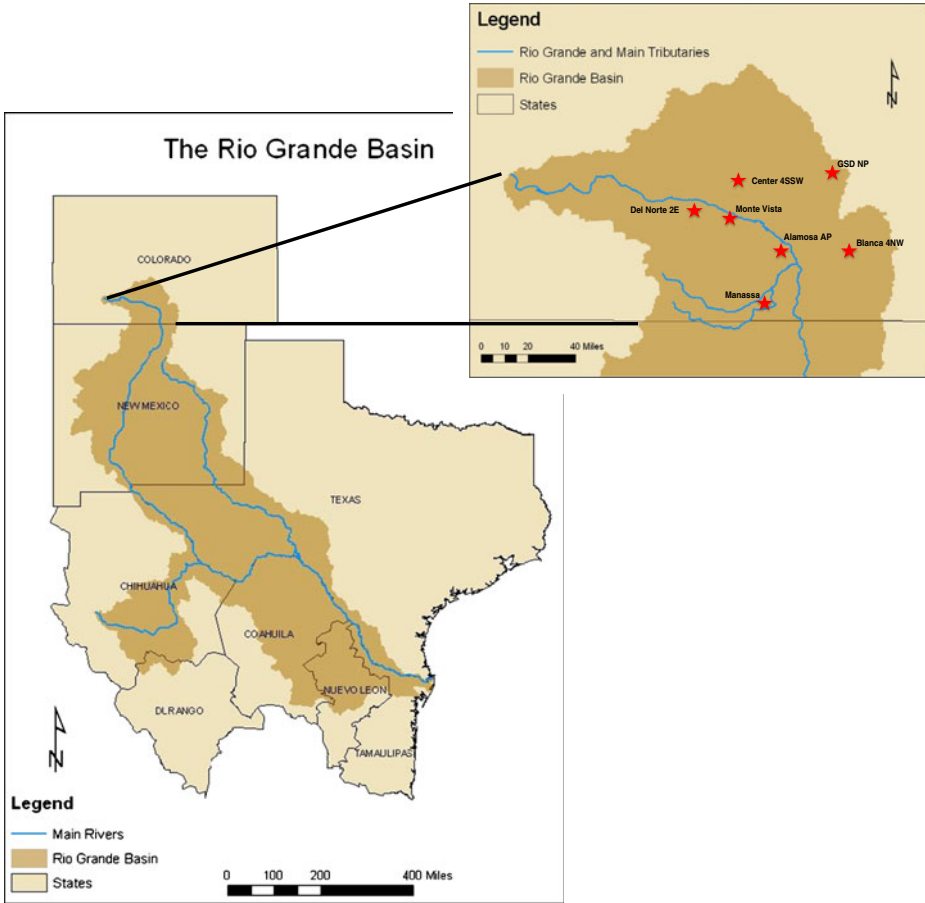 The Rio Grande Basin
COLORADO
NEW MEXICO
TEXAS
CHIHUAHUA
COAHUILA
NUEVO LEON
DLRANGO
TAMAULIPAS
N
Legend
Main Rivers
Rio Grande Basin
States
0 100 200 400 Miles
Legend
Rio Grande and Main Tributaries
Rio Grande Basin
States
N
GSD NP
Center 4SSW
Del Norte 2E
Monte Vista
Alamosa AP
Blanca 4NW
Manassa
0 10 20 40 Miles